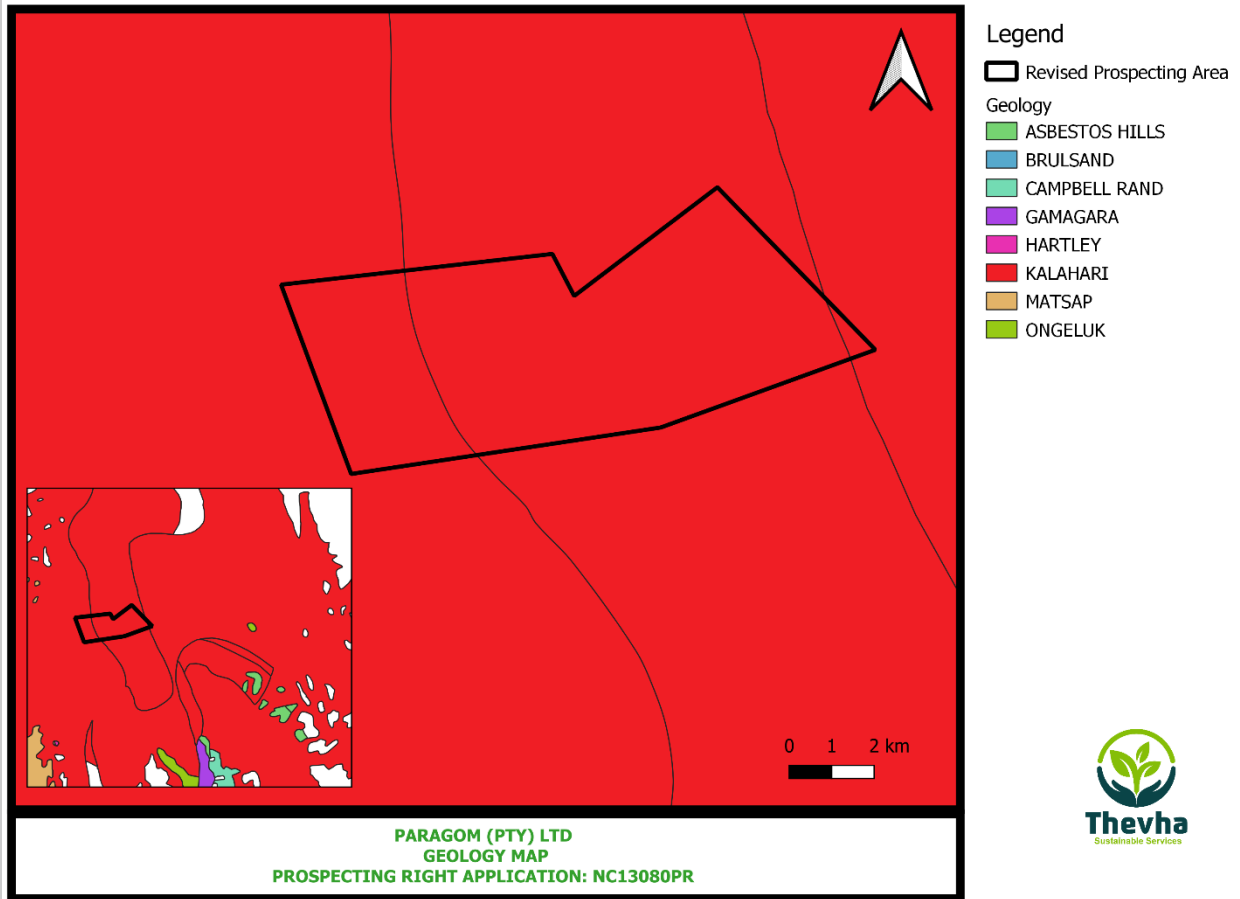 Legend
Revised Prospecting Area
Geology
ASBESTOS HILLS
BRULSAND
CAMPBELL RAND
GAMAGARA
HARTLEY
KALAHARI
MATSAP
ONGELUK
0 1 2 km
PARAGOM (PTY) LTD
GEOLOGY MAP
PROSPECTING RIGHT APPLICATION: NC13080PR
Thevha
Sustainable Services